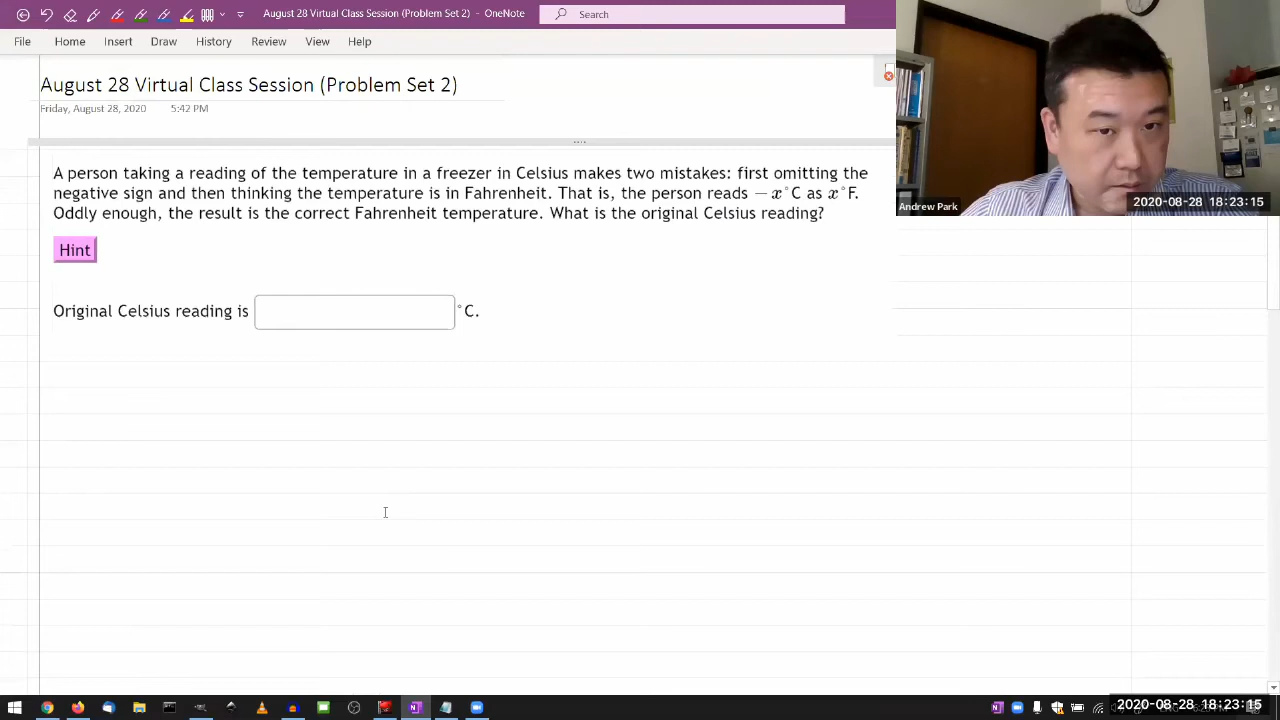 August 28 Virtual Class Session (Problem Set 2) - OneNote
Search
File Home Insert Draw History Review View Help
August 28 Virtual Class Session (Problem Set 2)
Friday, August 28, 2020 5:42 PM
A person taking a reading of the temperature in a freezer in Celsius makes two mistakes: first omitting the
negative sign and then thinking the temperature is in Fahrenheit. That is, the person reads −x°C as x°F.
Oddly enough, the result is the correct Fahrenheit temperature. What is the original Celsius reading?
Hint
Original Celsius reading is °C.
Andrew Park
2020-08-28 18:23:15
2020-08-28 18:23:15